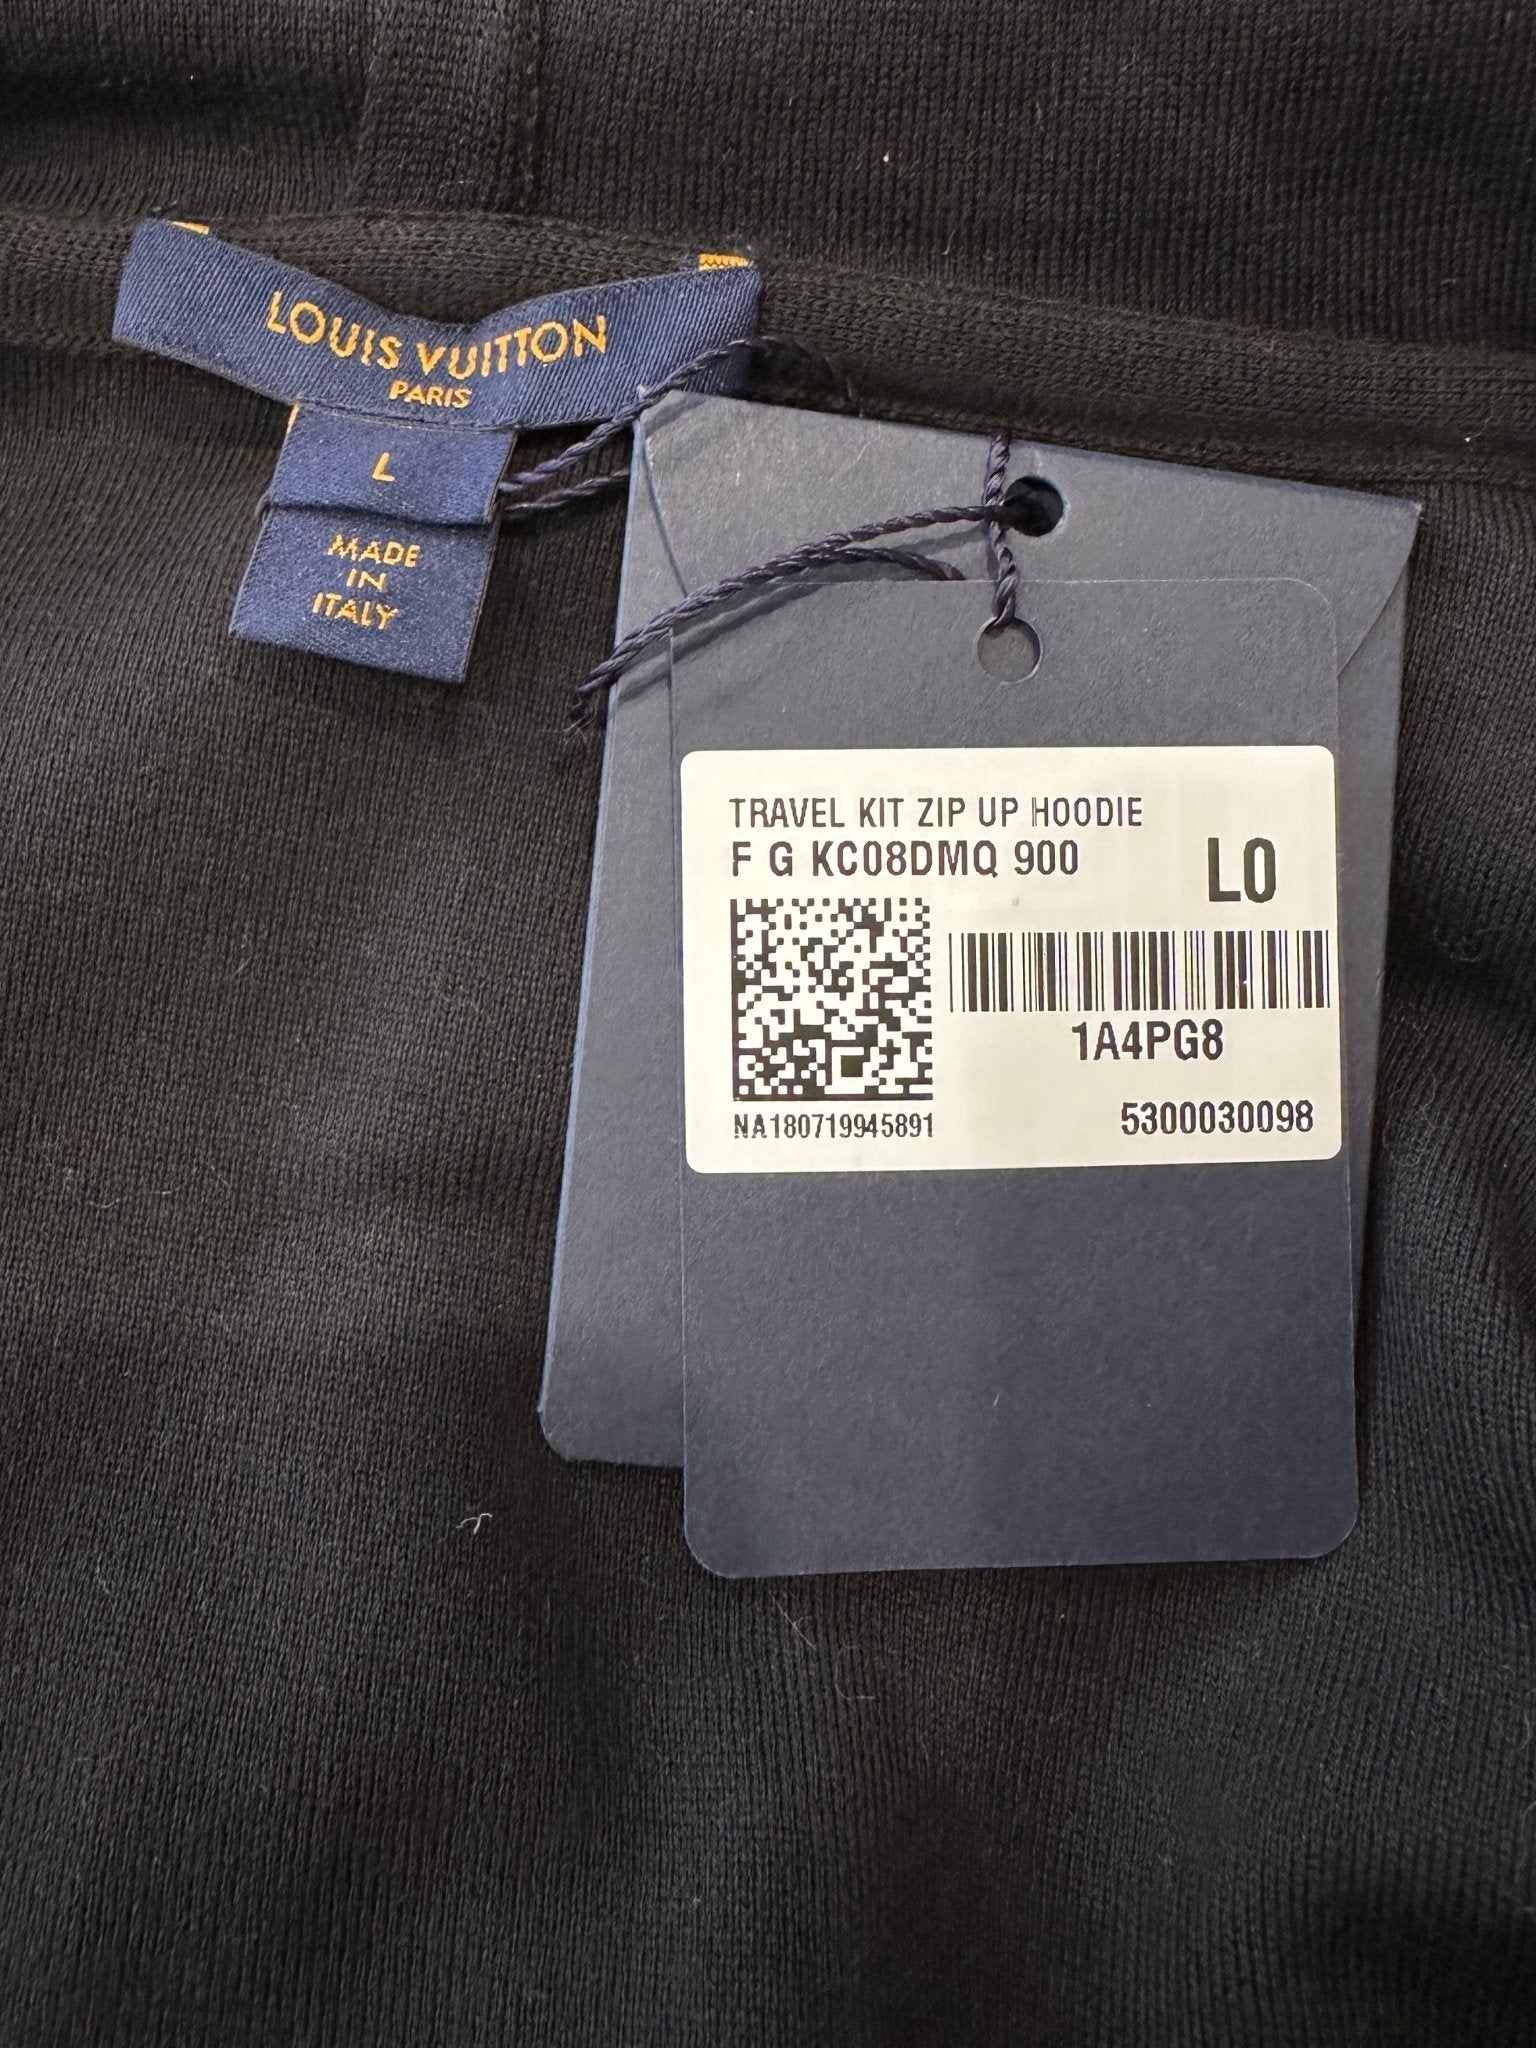 LOUIS VUITTON
PARIS
L
MADE
IN
ITALY
TRAVEL KIT ZIP UP HOODIE
F G KC08DMQ 900
L0
1A4PG8
NA180719945891
5300030098